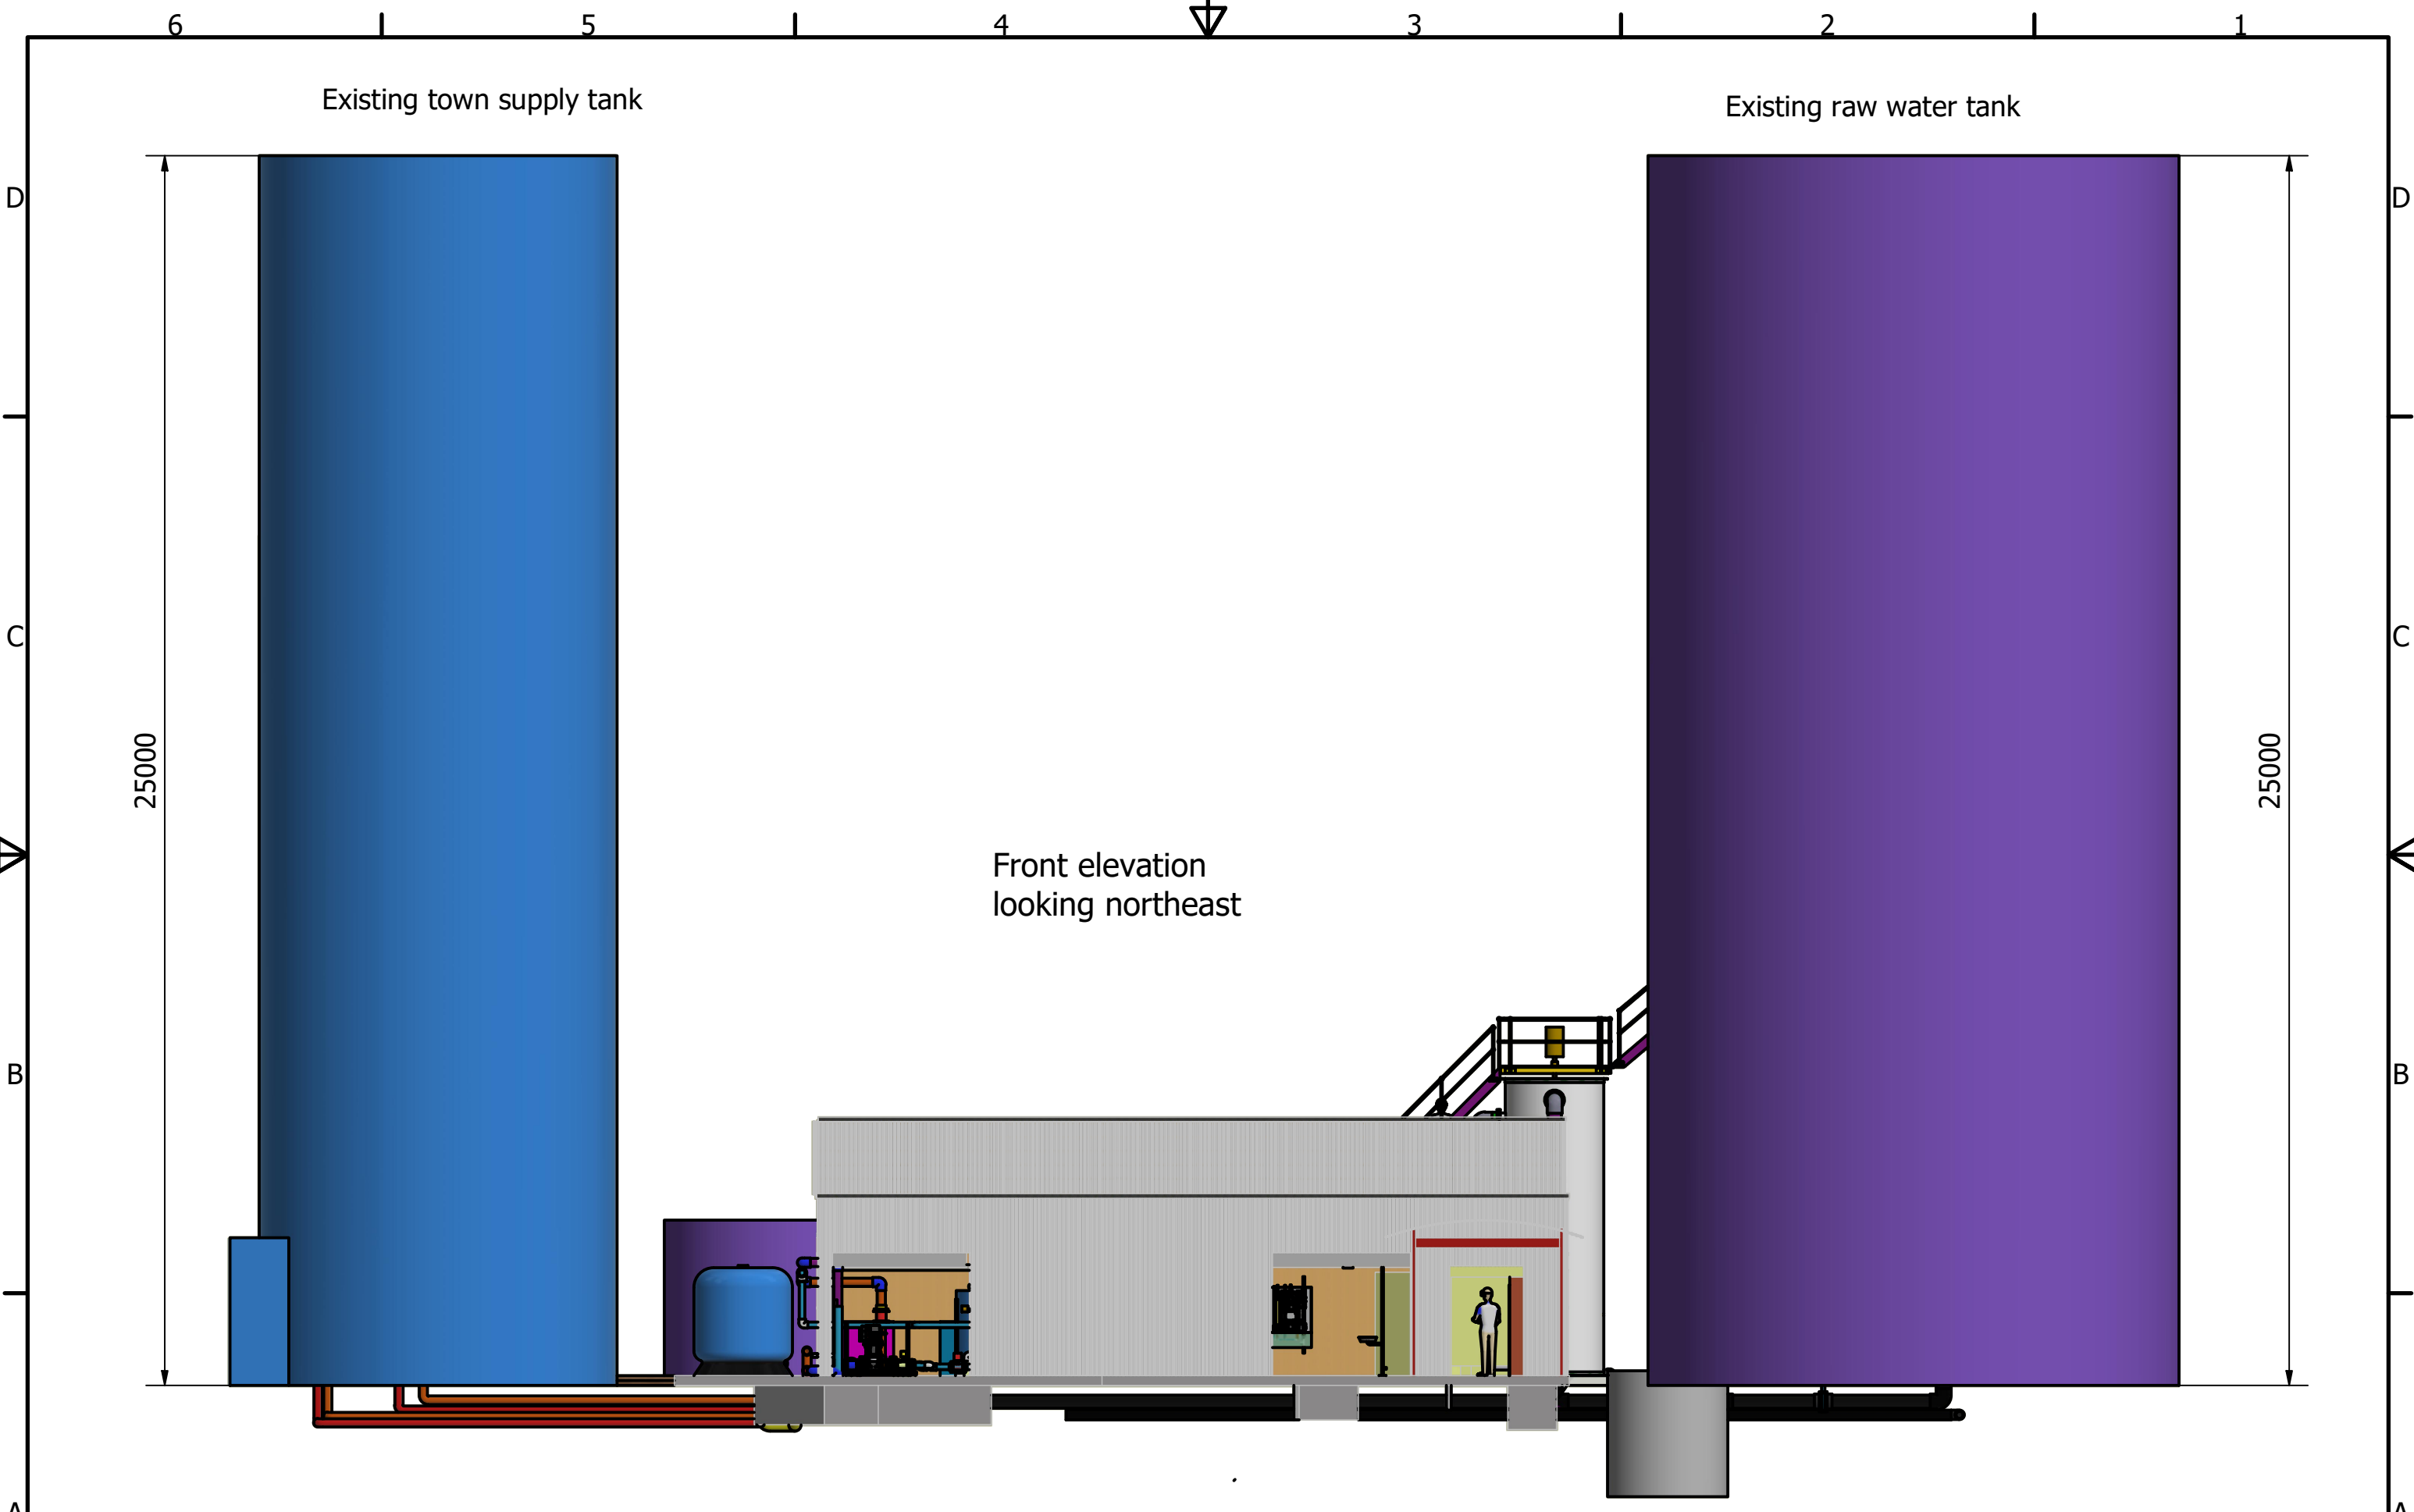 6 5 4 3 2 1
Existing town supply tank
Existing raw water tank
D D
C C
25000
25000
Front elevation
looking northeast
B B
A A